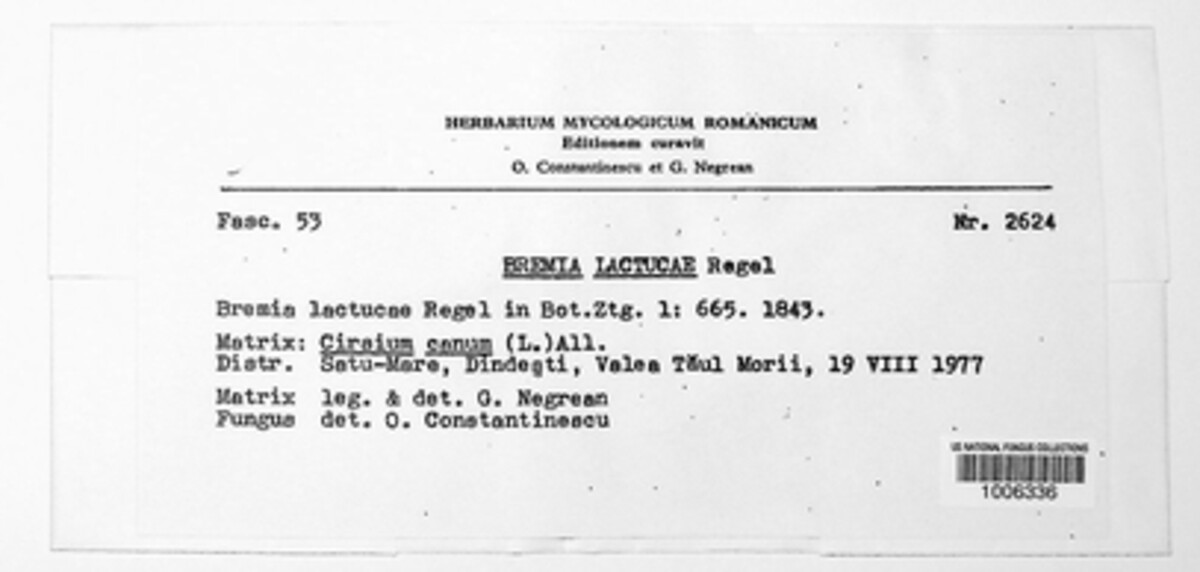 HERBARIUM MYCOLOGICUM ROMANICUM
Editionem curavit
O. Constantinescu et G. Negrean
Fasc. 53 Nr. 2624
BREMIA LACTUCAE Regel
Bremia lactucae Regel in Bot.Ztg. 1: 665. 1843.
Matrix: Cirsium canum (L.)All.
Distr. Satu-Mare, Dindeşti, Valea Tăul Morii, 19 VIII 1977
Matrix leg. & det. G. Negrean
Fungus det. O. Constantinescu
US NATIONAL FUNGUS COLLECTIONS
1006336